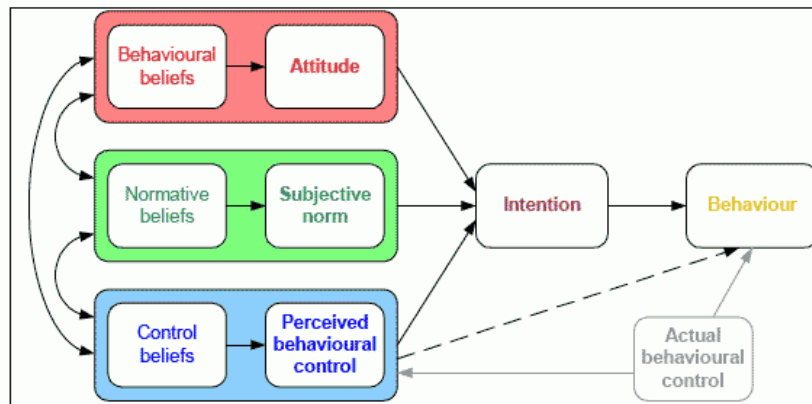 Behavioural
beliefs
Attitude
Normative
beliefs
Subjective
norm
Intention
Behaviour
Control
beliefs
Perceived
behavioural
control
Actual
behavioural
control